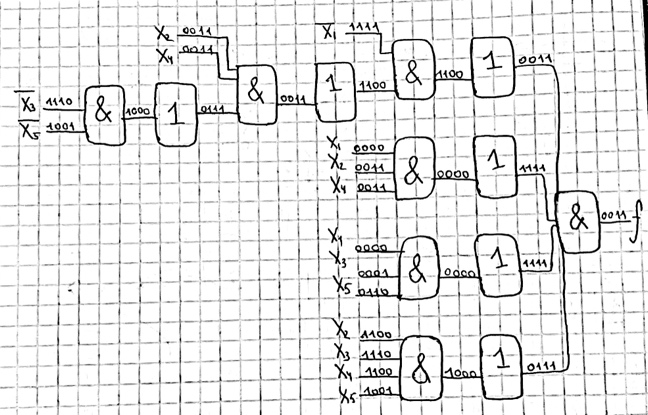 X₂ 0011
X₄ 0011
X̅₁ 1111
X̅₃ 1110
X̅₅ 1001
& 1000 1 0111 & 0011 1 1100 & 1100 1 0011
X₁ 0000
X₂ 0011
X₄ 0011
& 0000 1 1111
X₁ 0000
X₃ 0001
X₅ 0110
& 0000 1 1111
X₂ 1100
X₃ 1110
X₄ 1100
X₅ 1001
& 1000 1 0111
& 0011 f